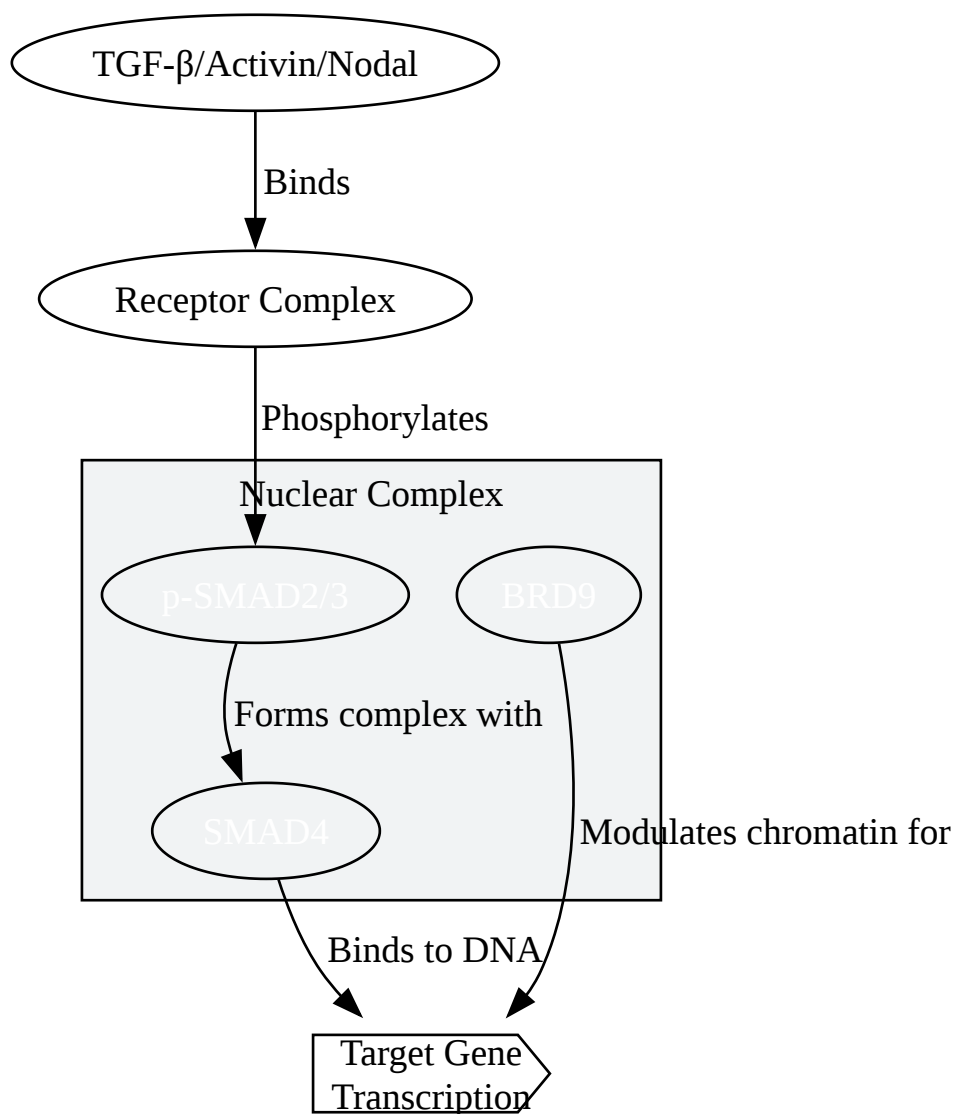 TGF-β/Activin/Nodal
Binds
Receptor Complex
Phosphorylates
Nuclear Complex
p-SMAD2/3
BRD9
Forms complex with
SMAD4
Modulates chromatin for
Binds to DNA
Target Gene
Transcription